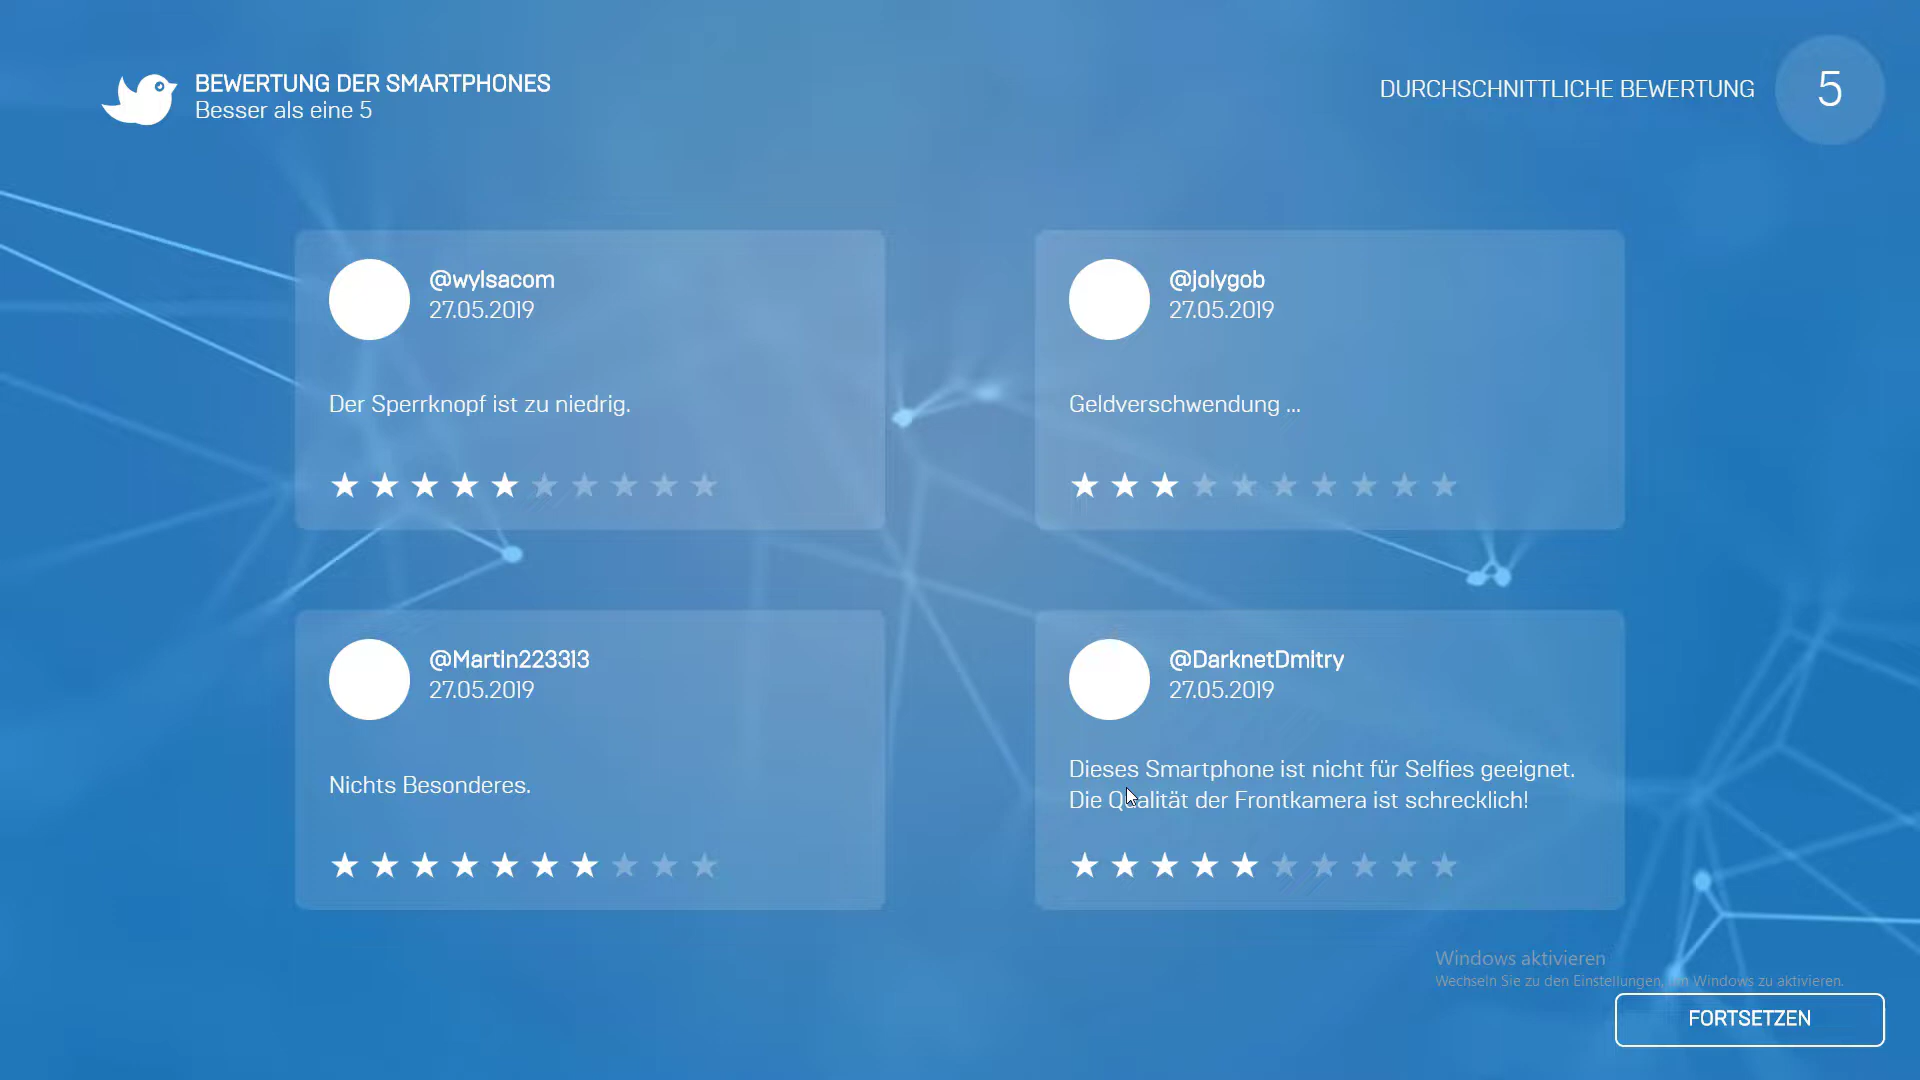 BEWERTUNG DER SMARTPHONES
Besser als eine 5
DURCHSCHNITTLICHE BEWERTUNG
5
@wylsacom
27.05.2019
Der Sperrknopf ist zu niedrig.
@jolygob
27.05.2019
Geldverschwendung ...
@Martin223313
27.05.2019
Nichts Besonderes.
@DarknetDmitry
27.05.2019
Dieses Smartphone ist nicht für Selfies geeignet.
Die Qualität der Frontkamera ist schrecklich!
Windows aktivieren
Wechseln Sie zu den Einstellungen, um Windows zu aktivieren.
FORTSETZEN